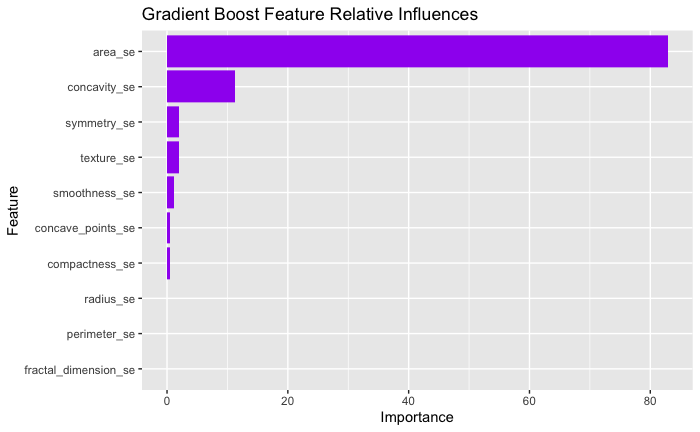 Gradient Boost Feature Relative Influences
area_se
concavity_se
symmetry_se
texture_se
smoothness_se
concave_points_se
compactness_se
radius_se
perimeter_se
fractal_dimension_se
Feature
0 20 40 60 80
Importance